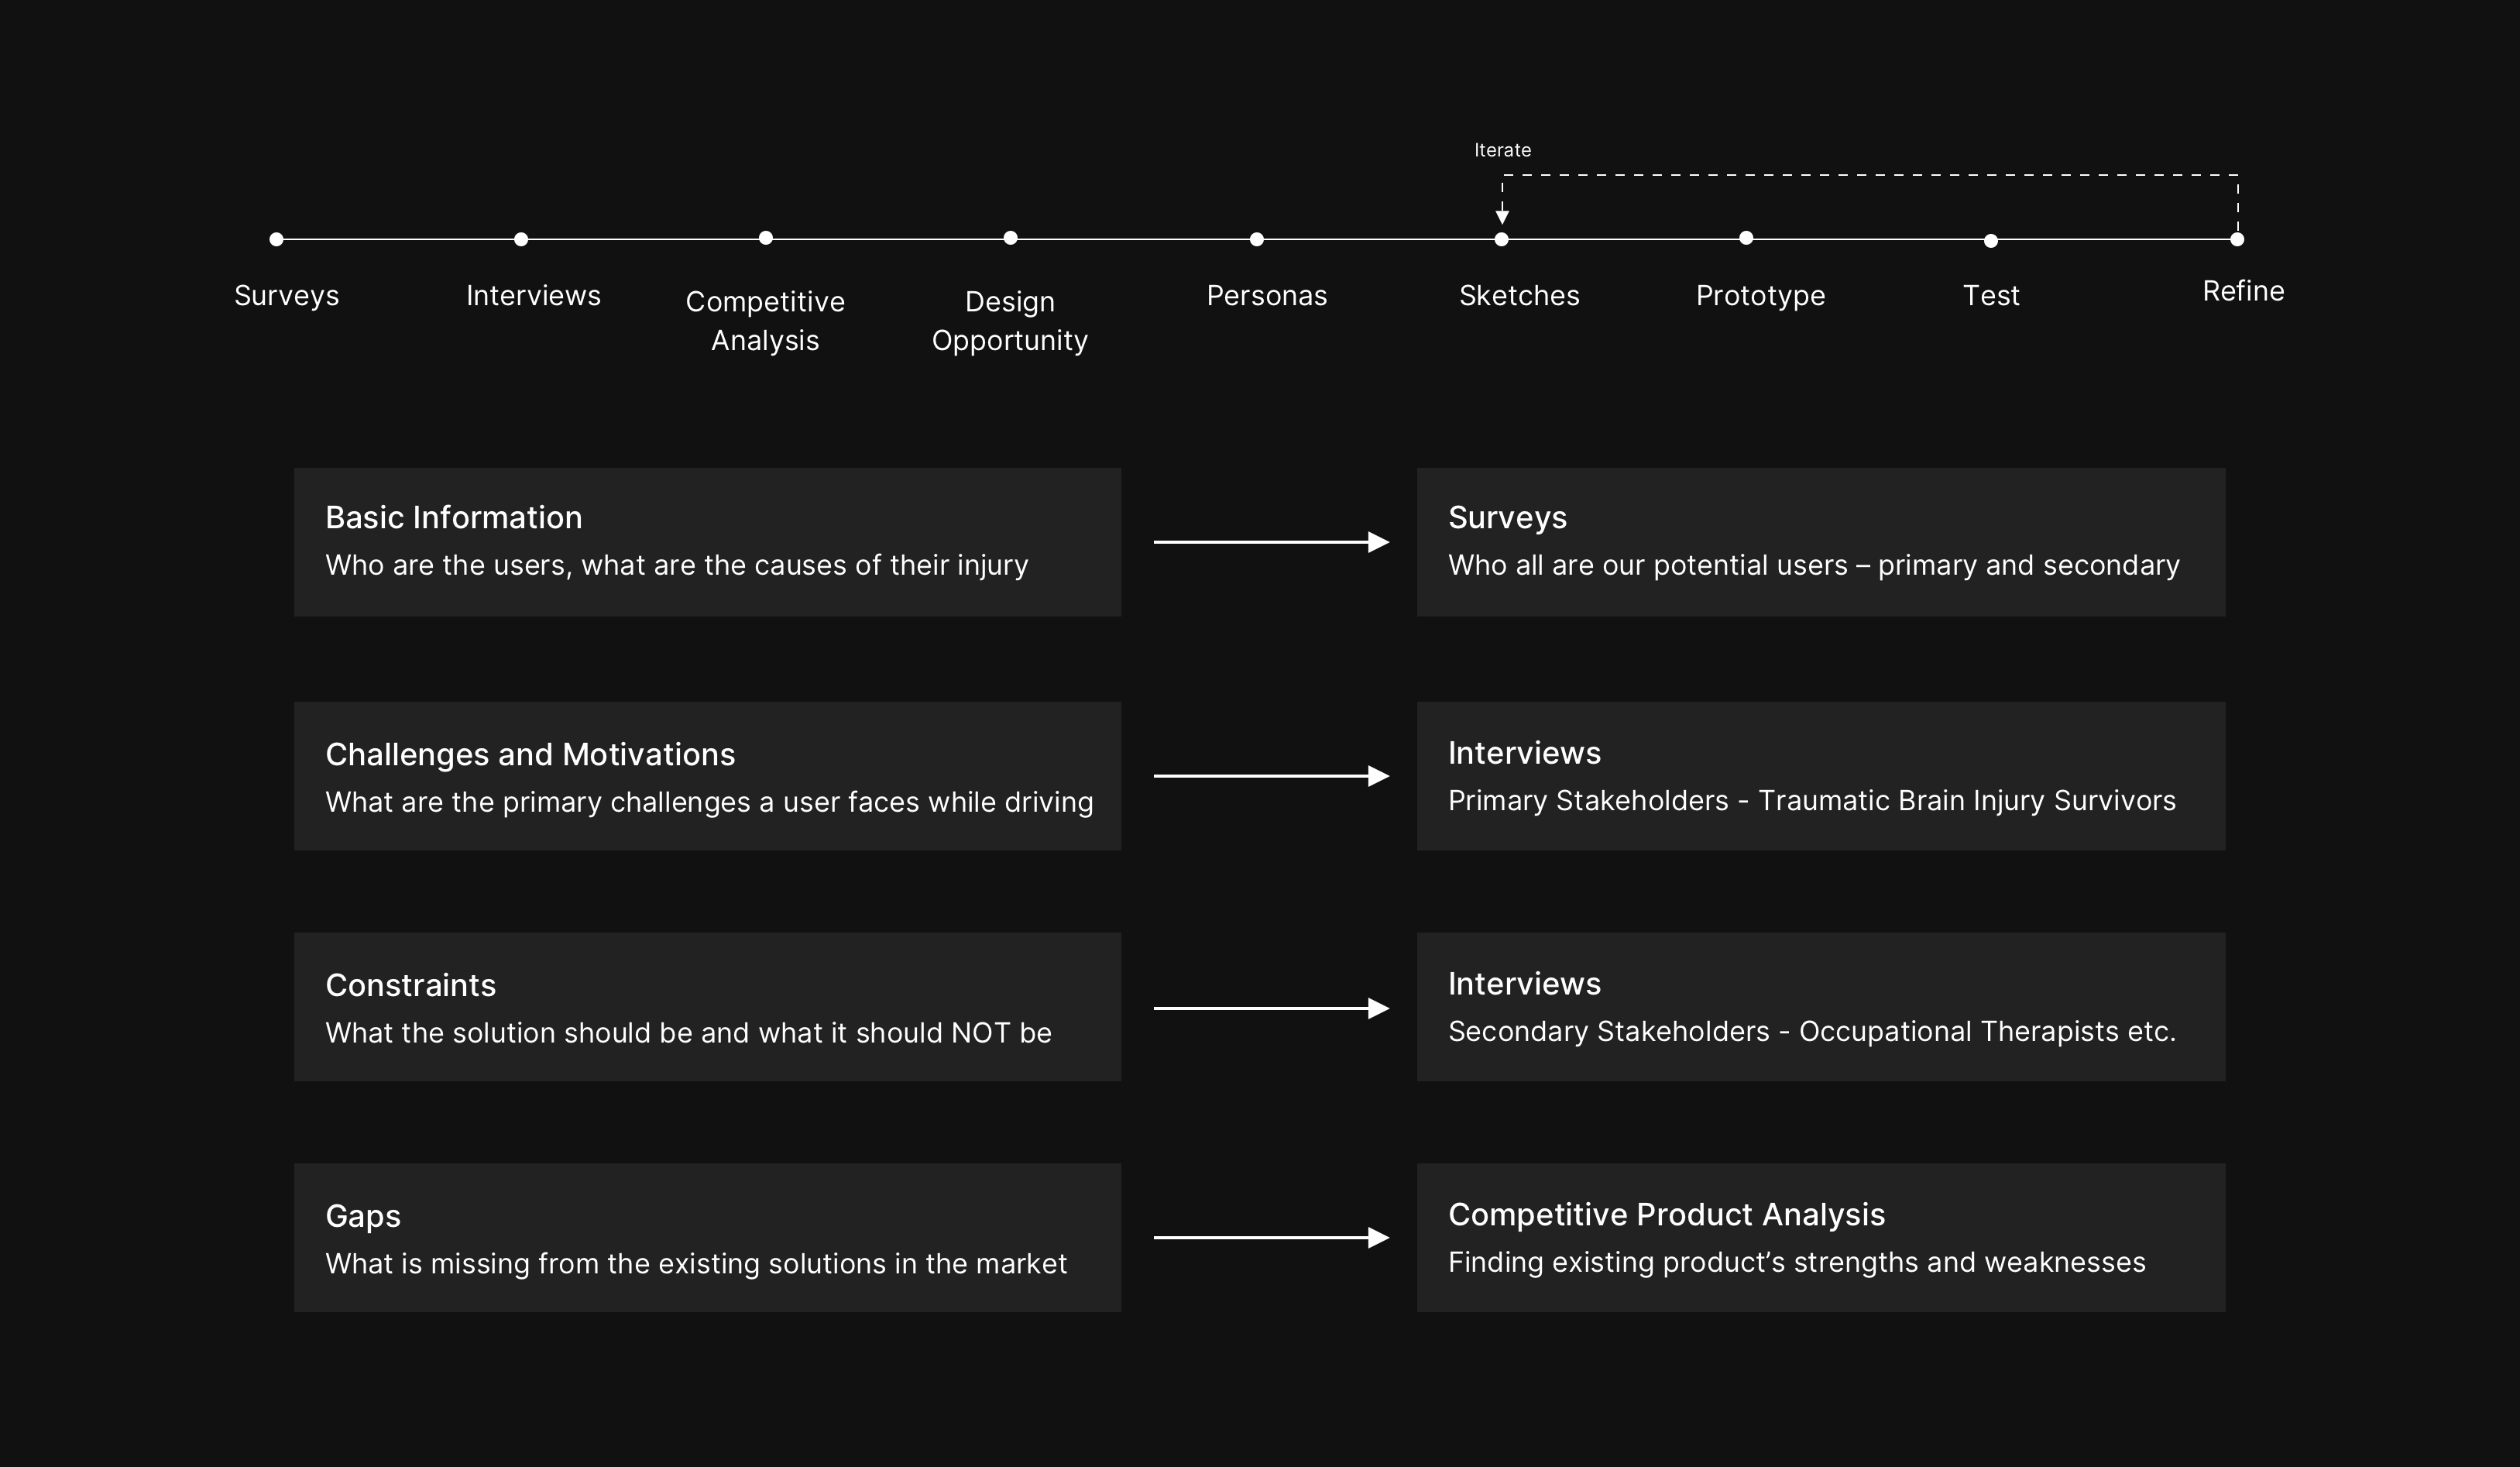 Iterate
Surveys
Interviews
Competitive
Analysis
Design
Opportunity
Personas
Sketches
Prototype
Test
Refine
Basic Information
Who are the users, what are the causes of their injury
Surveys
Who all are our potential users – primary and secondary
Challenges and Motivations
What are the primary challenges a user faces while driving
Interviews
Primary Stakeholders - Traumatic Brain Injury Survivors
Constraints
What the solution should be and what it should NOT be
Interviews
Secondary Stakeholders - Occupational Therapists etc.
Gaps
What is missing from the existing solutions in the market
Competitive Product Analysis
Finding existing product’s strengths and weaknesses